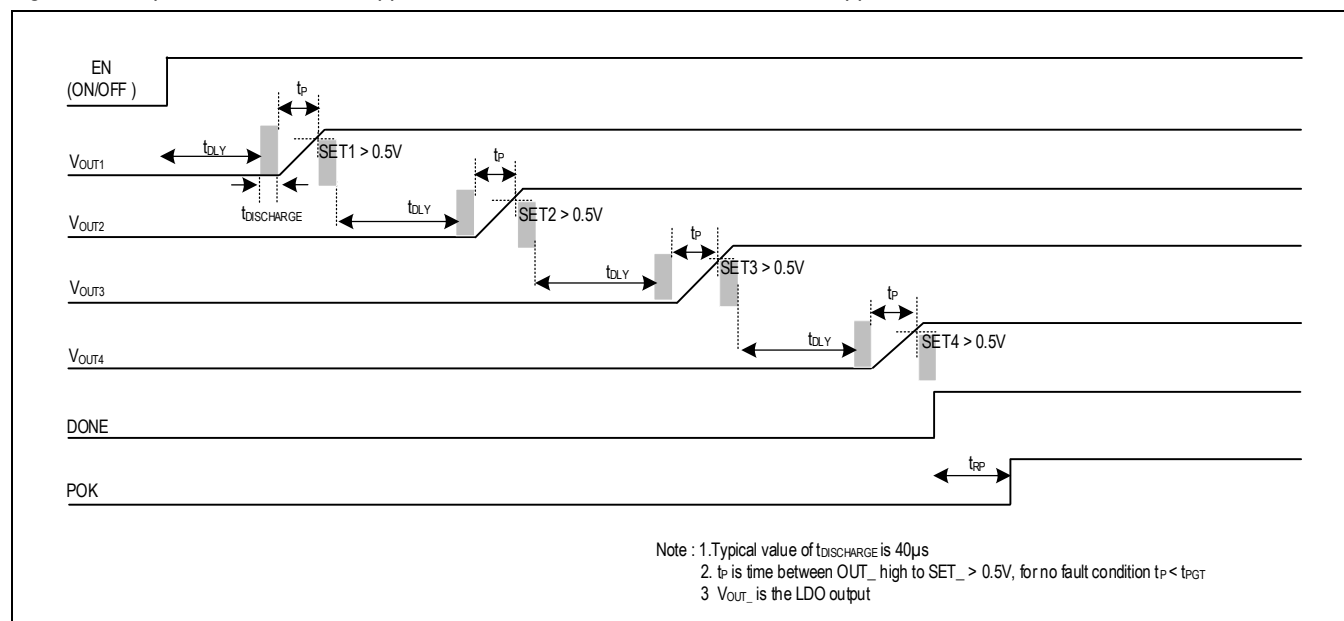 EN
(ON/OFF )
tP
VOUT1
tDLY
SET1 > 0.5V
tP
tDISCHARGE
VOUT2
tDLY
SET2 > 0.5V
tP
VOUT3
tDLY
SET3 > 0.5V
tP
VOUT4
tDLY
SET4 > 0.5V
DONE
tRP
POK
Note : 1.Typical value of tDISCHARGE is 40µs
2. tP is time between OUT_ high to SET_ > 0.5V, for no fault condition tP < tPGT
3 VOUT_ is the LDO output